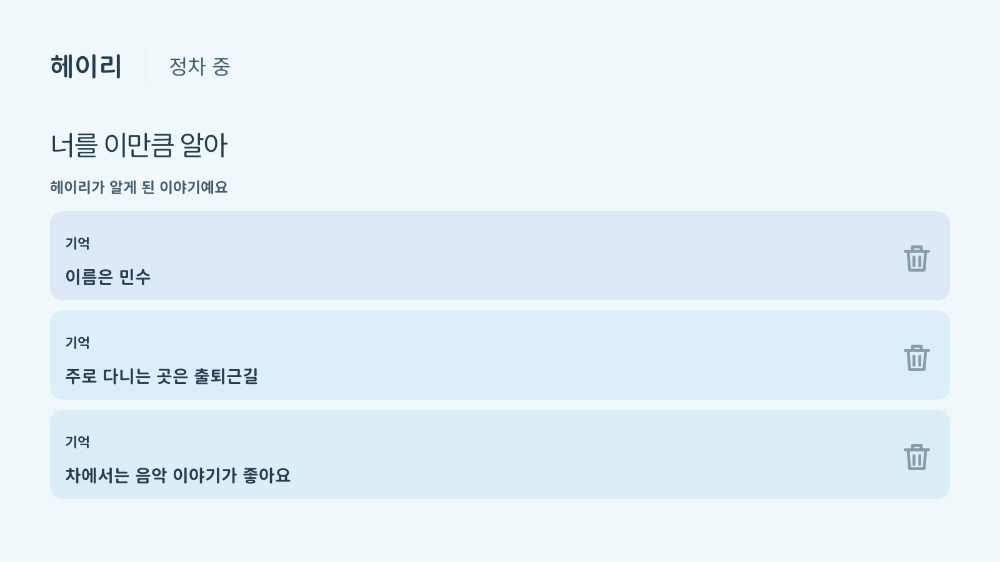 헤이리 정차 중
너를 이만큼 알아
헤이리가 알게 된 이야기예요
기억
이름은 민수
기억
주로 다니는 곳은 출퇴근길
기억
차에서는 음악 이야기가 좋아요